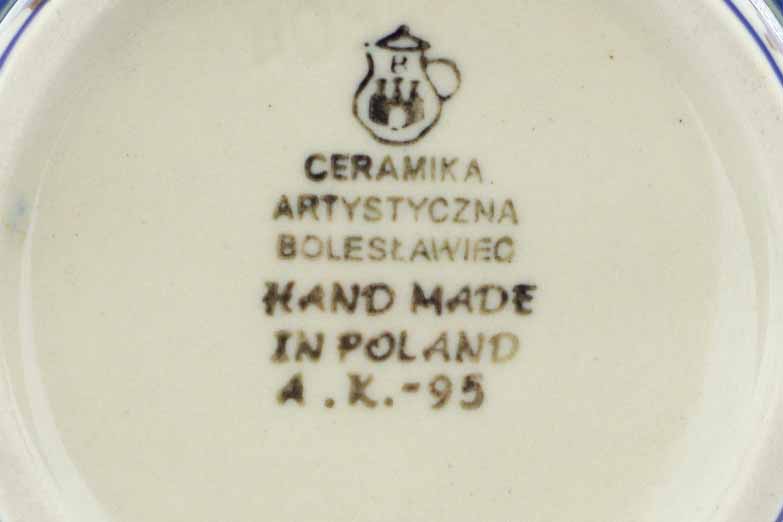 B
CERAMIKA
ARTYSTYCZNA
BOLESŁAWIEC
HAND MADE
IN POLAND
A.K.-95